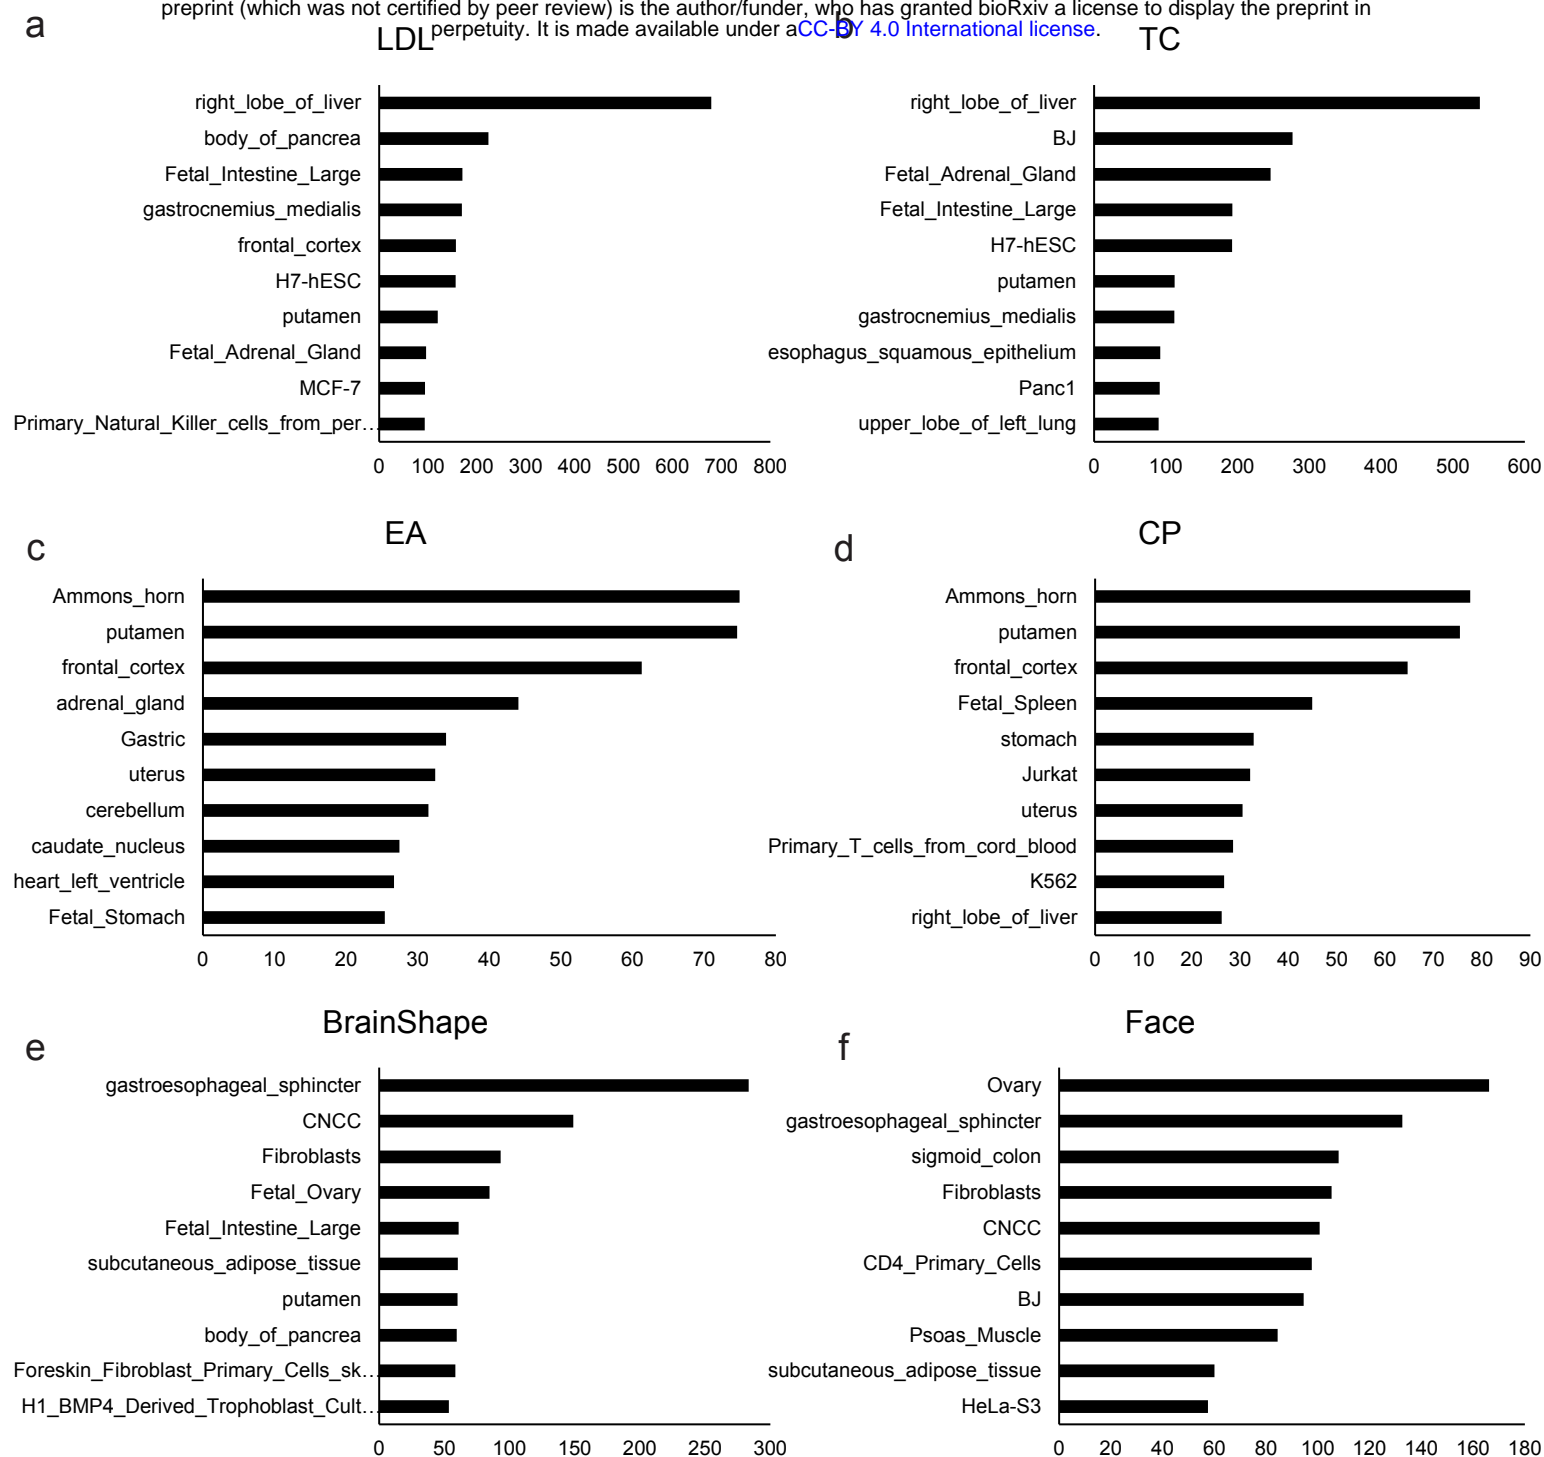 preprint (which was not certified by peer review) is the author/funder, who has granted bioRxiv a license to display the preprint in
perpetuity. It is made available under aCC-BY 4.0 International license.
a
LDL
right_lobe_of_liver
body_of_pancrea
Fetal_Intestine_Large
gastrocnemius_medialis
frontal_cortex
H7-hESC
putamen
Fetal_Adrenal_Gland
MCF-7
Primary_Natural_Killer_cells_from_per…
0 100 200 300 400 500 600 700 800
b
TC
right_lobe_of_liver
BJ
Fetal_Adrenal_Gland
Fetal_Intestine_Large
H7-hESC
putamen
gastrocnemius_medialis
esophagus_squamous_epithelium
Panc1
upper_lobe_of_left_lung
0 100 200 300 400 500 600
c
EA
Ammons_horn
putamen
frontal_cortex
adrenal_gland
Gastric
uterus
cerebellum
caudate_nucleus
heart_left_ventricle
Fetal_Stomach
0 10 20 30 40 50 60 70 80
d
CP
Ammons_horn
putamen
frontal_cortex
Fetal_Spleen
stomach
Jurkat
uterus
Primary_T_cells_from_cord_blood
K562
right_lobe_of_liver
0 10 20 30 40 50 60 70 80 90
e
BrainShape
gastroesophageal_sphincter
CNCC
Fibroblasts
Fetal_Ovary
Fetal_Intestine_Large
subcutaneous_adipose_tissue
putamen
body_of_pancrea
Foreskin_Fibroblast_Primary_Cells_sk…
H1_BMP4_Derived_Trophoblast_Cult…
0 50 100 150 200 250 300
f
Face
Ovary
gastroesophageal_sphincter
sigmoid_colon
Fibroblasts
CNCC
CD4_Primary_Cells
BJ
Psoas_Muscle
subcutaneous_adipose_tissue
HeLa-S3
0 20 40 60 80 100 120 140 160 180